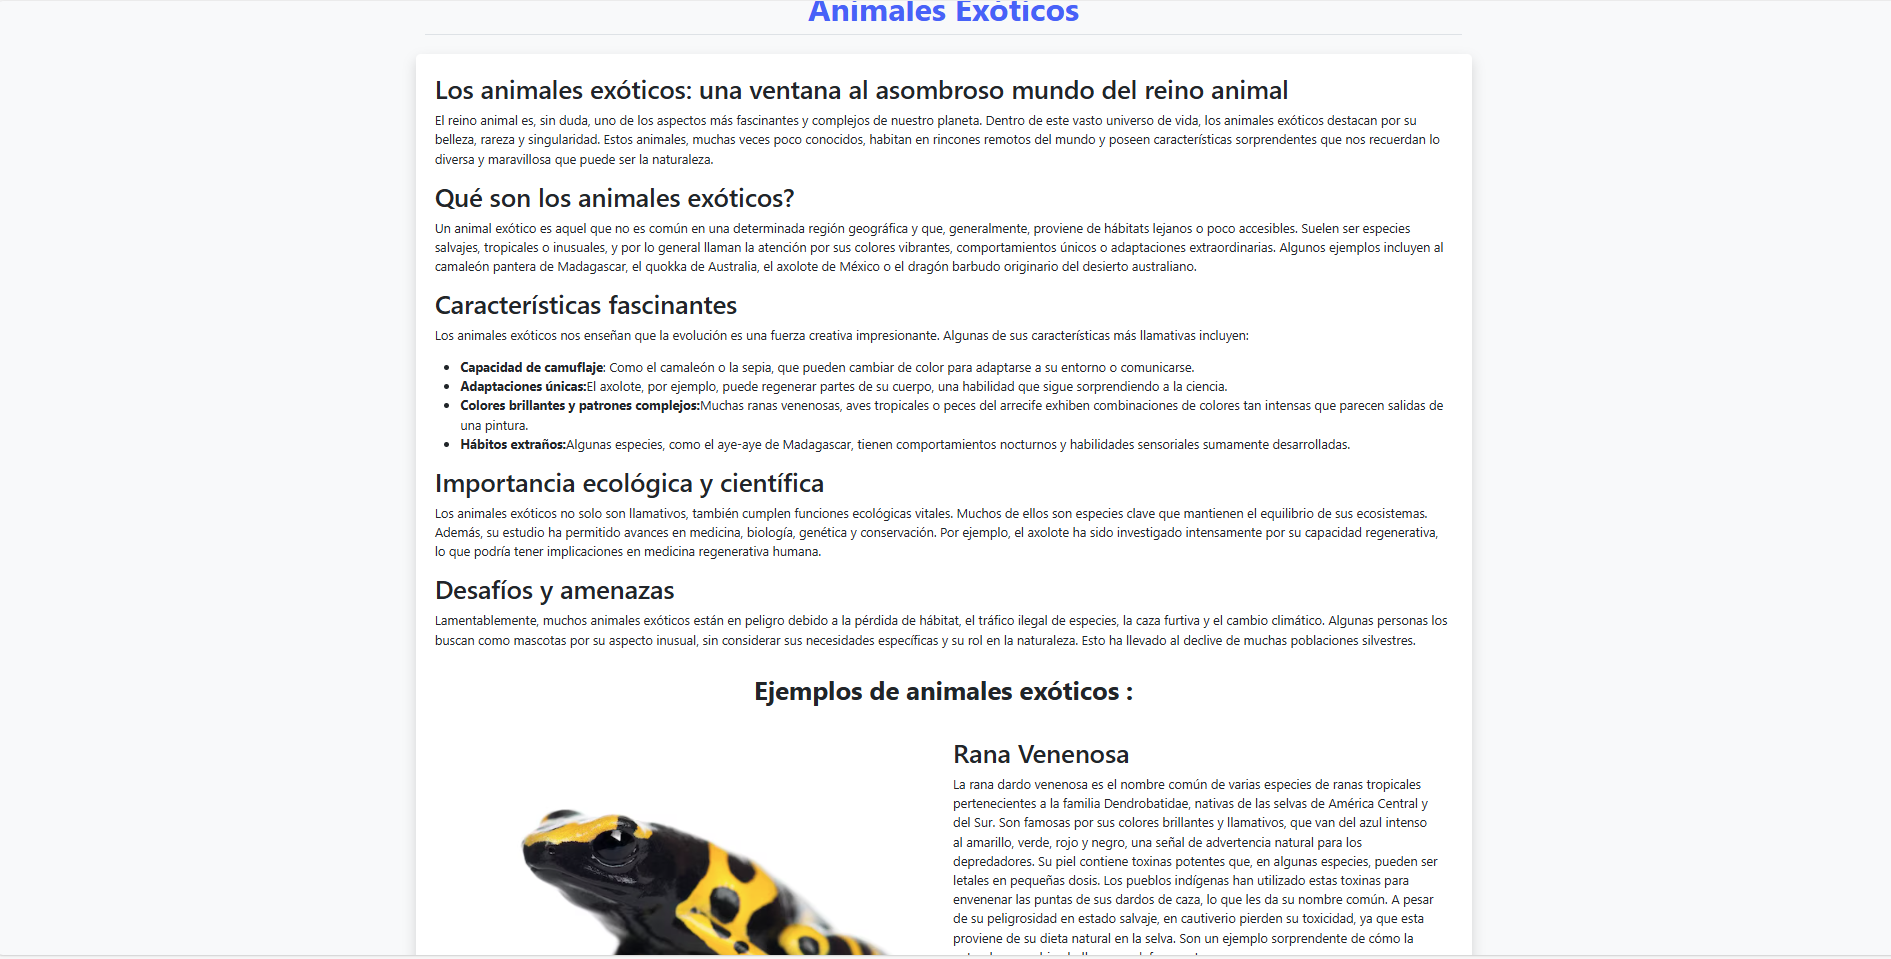 Animales Exóticos
Los animales exóticos: una ventana al asombroso mundo del reino animal
El reino animal es, sin duda, uno de los aspectos más fascinantes y complejos de nuestro planeta. Dentro de este vasto universo de vida, los animales exóticos destacan por su
belleza, rareza y singularidad. Estos animales, muchas veces poco conocidos, habitan en rincones remotos del mundo y poseen características sorprendentes que nos recuerdan lo
diversa y maravillosa que puede ser la naturaleza.
Qué son los animales exóticos?
Un animal exótico es aquel que no es común en una determinada región geográfica y que, generalmente, proviene de hábitats lejanos o poco accesibles. Suelen ser especies
salvajes, tropicales o inusuales, y por lo general llaman la atención por sus colores vibrantes, comportamientos únicos o adaptaciones extraordinarias. Algunos ejemplos incluyen al
camaleón pantera de Madagascar, el quokka de Australia, el axolote de México o el dragón barbudo originario del desierto australiano.
Características fascinantes
Los animales exóticos nos enseñan que la evolución es una fuerza creativa impresionante. Algunas de sus características más llamativas incluyen:
• Capacidad de camuflaje: Como el camaleón o la sepia, que pueden cambiar de color para adaptarse a su entorno o comunicarse.
• Adaptaciones únicas:El axolote, por ejemplo, puede regenerar partes de su cuerpo, una habilidad que sigue sorprendiendo a la ciencia.
• Colores brillantes y patrones complejos:Muchas ranas venenosas, aves tropicales o peces del arrecife exhiben combinaciones de colores tan intensas que parecen salidas de
una pintura.
• Hábitos extraños:Algunas especies, como el aye-aye de Madagascar, tienen comportamientos nocturnos y habilidades sensoriales sumamente desarrolladas.
Importancia ecológica y científica
Los animales exóticos no solo son llamativos, también cumplen funciones ecológicas vitales. Muchos de ellos son especies clave que mantienen el equilibrio de sus ecosistemas.
Además, su estudio ha permitido avances en medicina, biología, genética y conservación. Por ejemplo, el axolote ha sido investigado intensamente por su capacidad regenerativa,
lo que podría tener implicaciones en medicina regenerativa humana.
Desafíos y amenazas
Lamentablemente, muchos animales exóticos están en peligro debido a la pérdida de hábitat, el tráfico ilegal de especies, la caza furtiva y el cambio climático. Algunas personas los
buscan como mascotas por su aspecto inusual, sin considerar sus necesidades específicas y su rol en la naturaleza. Esto ha llevado al declive de muchas poblaciones silvestres.
Ejemplos de animales exóticos :
Rana Venenosa
La rana dardo venenosa es el nombre común de varias especies de ranas tropicales
pertenecientes a la familia Dendrobatidae, nativas de las selvas de América Central y
del Sur. Son famosas por sus colores brillantes y llamativos, que van del azul intenso
al amarillo, verde, rojo y negro, una señal de advertencia natural para los
depredadores. Su piel contiene toxinas potentes que, en algunas especies, pueden ser
letales en pequeñas dosis. Los pueblos indígenas han utilizado estas toxinas para
envenenar las puntas de sus dardos de caza, lo que les da su nombre común. A pesar
de su peligrosidad en estado salvaje, en cautiverio pierden su toxicidad, ya que esta
proviene de su dieta natural en la selva. Son un ejemplo sorprendente de cómo la